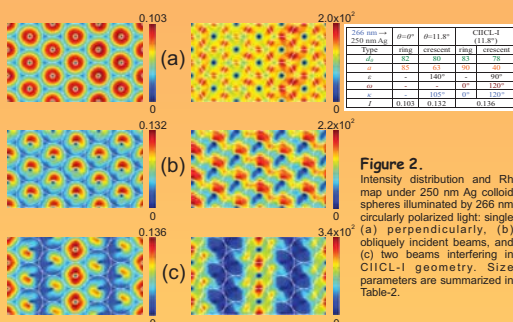 0.103
0
(a)
2.0x10²
0
266 nm → 250 nm Ag θ=0° θ=11.8° CIICL-I (11.8°)
Type ring crescent ring crescent
d₀ 82 80 83 78
a 85 63 90 40
ε - 140° - 90°
ω - - 0° 120°
κ - 105° 0° 120°
I 0.103 0.132 0.136
0.132
0
(b)
2.2x10²
0
0.136
0
(c)
3.4x10²
0
Figure 2.
Intensity distribution and Rh
map under 250 nm Ag colloid
spheres illuminated by 266 nm
circularly polarized light: single
(a) perpendicularly, (b)
obliquely incident beams, and
(c) two beams interfering in
CIICL-I geometry. Size
parameters are summarized in
Table-2.